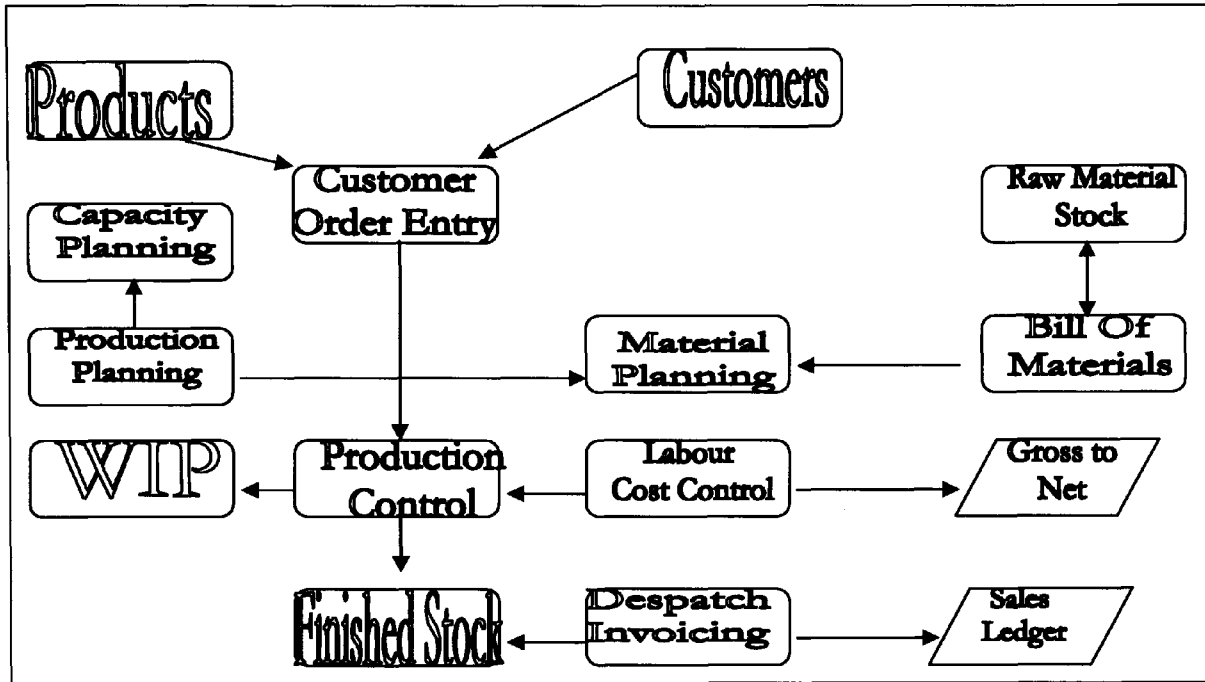 Products
Customers
Customer
Order Entry
Raw Material
Stock
Capacity
Planning
Production
Planning
Material
Planning
Bill Of
Materials
WIP
Production
Control
Labour
Cost Control
Gross to
Net
Finished Stock
Despatch
Invoicing
Sales
Ledger